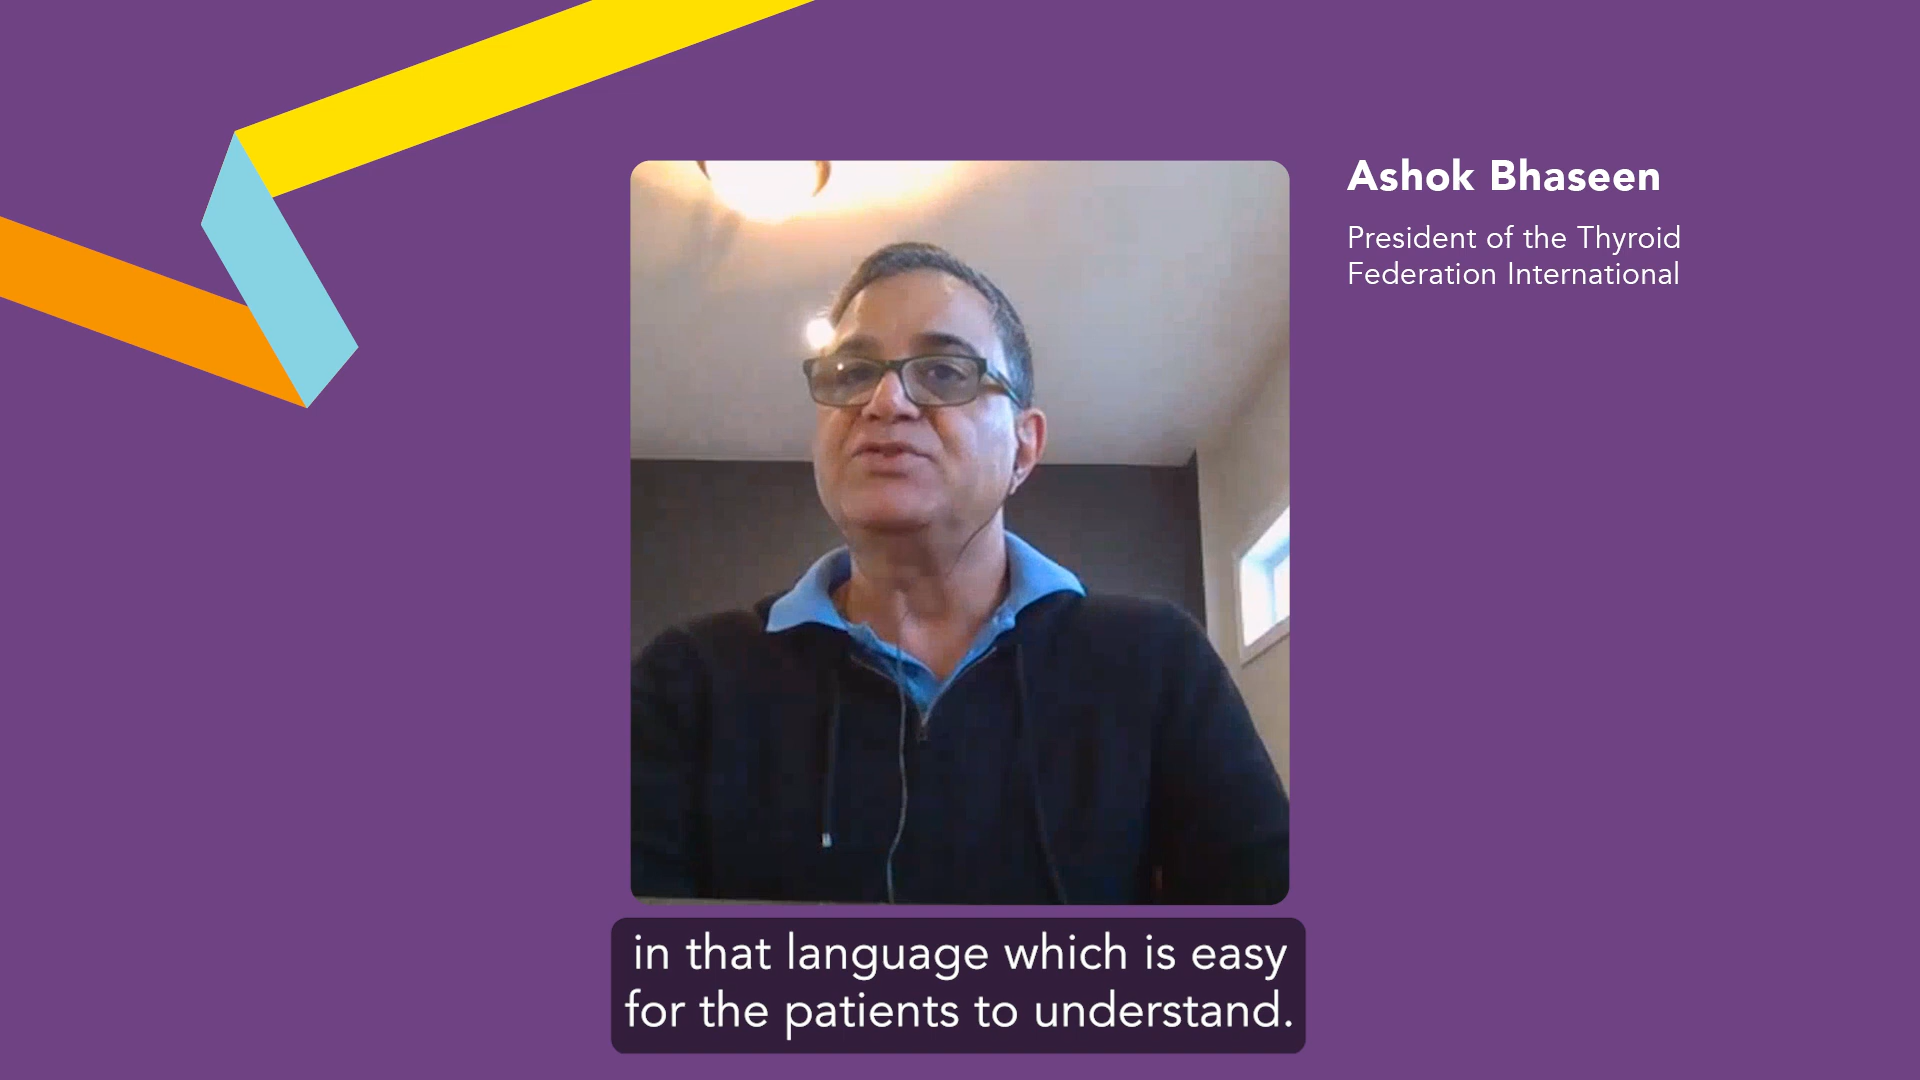 Ashok Bhaseen
President of the Thyroid
Federation International
in that language which is easy
for the patients to understand.